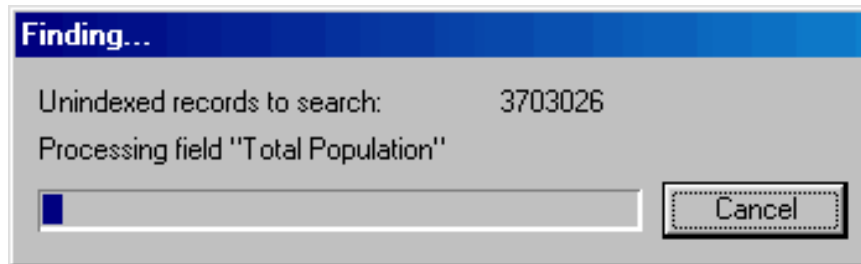 Finding...
Unindexed records to search: 3703026
Processing field "Total Population"
Cancel